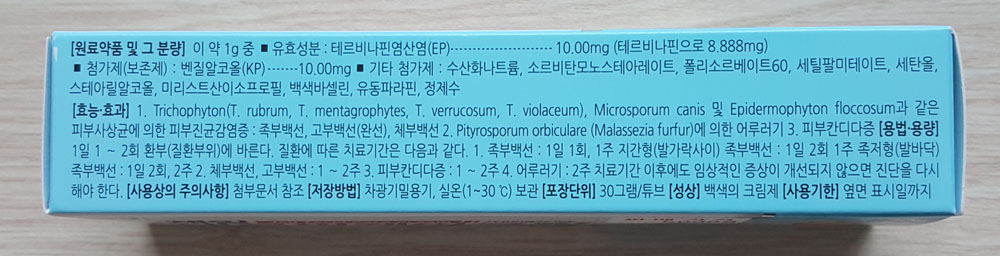 [원료약품 및 그 분량] 이 약 1g 중 ■ 유효성분 : 테르비나핀염산염(EP)---------------------- 10.00mg (테르비나핀으로 8,888mg)
■ 첨가제(보존제) : 벤질알코올(KP)-------10.00mg ■ 기타 첨가제 : 수산화나트륨, 소르비탄모노스테아레이트, 폴리소르베이트60, 세틸팔미테이트, 세탄올,
스테아릴알코올, 미리스트산이소프로필, 백색바셀린, 유동파라핀, 정제수
[효능·효과] 1. Trichophyton(T. rubrum, T. mentagrophytes, T. verrucosum, T. violaceum), Microsporum canis 및 Epidermophyton floccosum과 같은
피부사상균에 의한 피부진균감염증 : 족부백선, 고부백선(완선), 체부백선 2. Pityrosporum orbiculare (Malassezia furfur)에 의한 어루러기 3. 피부칸디다증 [용법·용량]
1일 1 ~ 2회 환부(질환부위)에 바른다. 질환에 따른 치료기간은 다음과 같다. 1. 족부백선 : 1일 1회, 1주 지간형(발가락사이) 족부백선 : 1일 2회 1주 족저형(발바닥)
족부백선 : 1일 2회, 2주 2. 체부백선, 고부백선 : 1 ~ 2주 3. 피부칸디다증 : 1 ~ 2주 4. 어루러기 : 2주 치료기간 이후에도 임상적인 증상이 개선되지 않으면 진단을 다시
해야 한다. [사용상의 주의사항] 첨부문서 참조 [저장방법] 차광기밀용기, 실온(1~30 ℃) 보관 [포장단위] 30그램/튜브 [성상] 백색의 크림제 [사용기한] 옆면 표시일까지